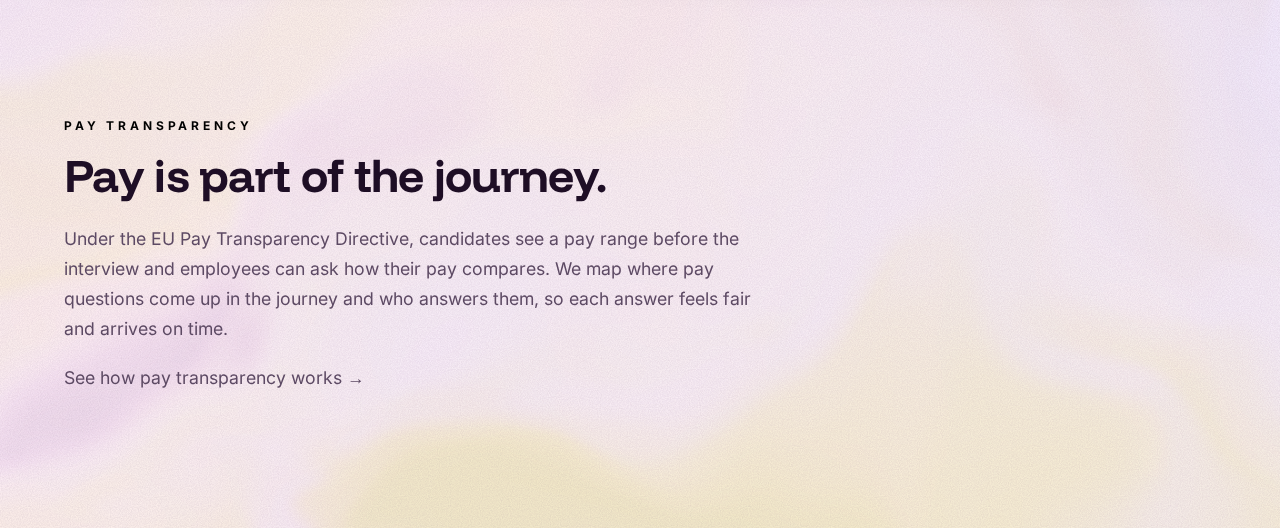 PAY TRANSPARENCY
Pay is part of the journey.
Under the EU Pay Transparency Directive, candidates see a pay range before the
interview and employees can ask how their pay compares. We map where pay
questions come up in the journey and who answers them, so each answer feels fair
and arrives on time.
See how pay transparency works →